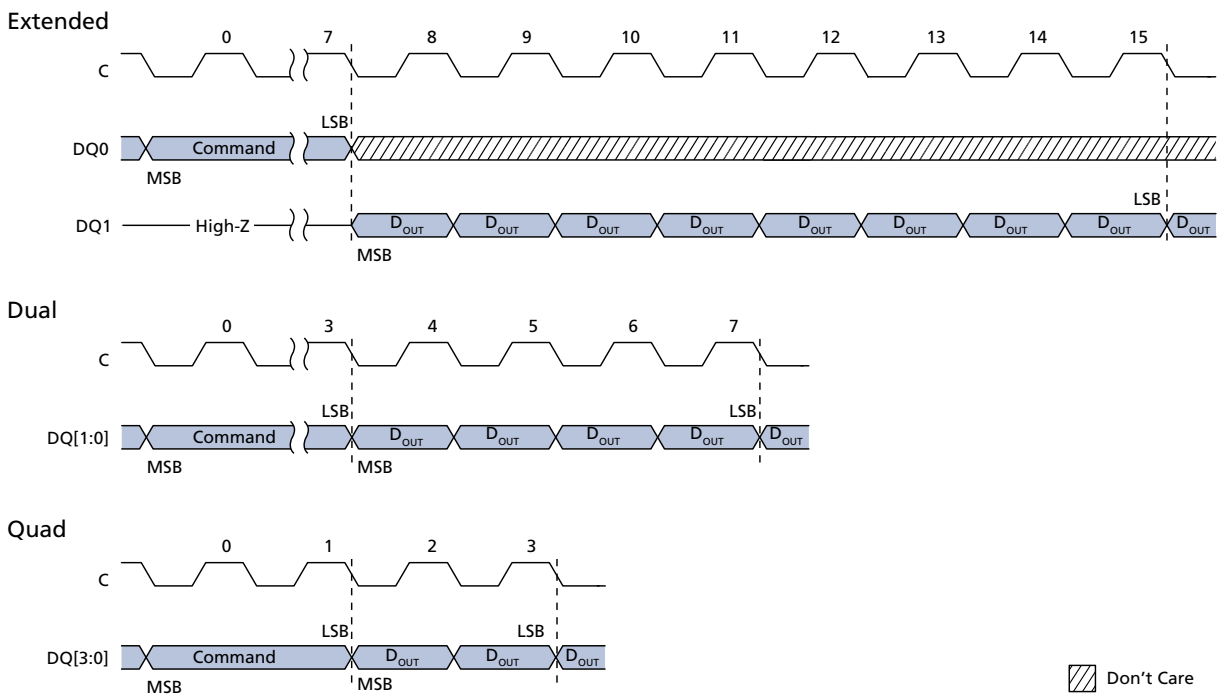 Extended
0 7 8 9 10 11 12 13 14 15
C
LSB
DQ0 Command
MSB
LSB
DQ1 High-Z DOUT DOUT DOUT DOUT DOUT DOUT DOUT DOUT DOUT
MSB
Dual
0 3 4 5 6 7
C
LSB LSB
DQ[1:0] Command DOUT DOUT DOUT DOUT DOUT
MSB MSB
Quad
0 1 2 3
C
LSB LSB
DQ[3:0] Command DOUT DOUT DOUT
MSB MSB
Don't Care